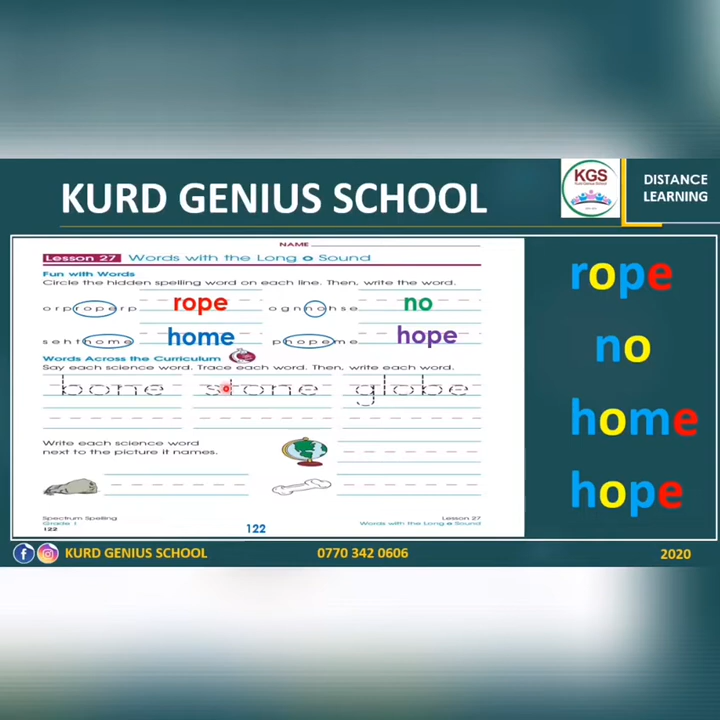 KURD GENIUS SCHOOL
KGS
DISTANCE
LEARNING
NAME
Lesson 27 Words with the Long o Sound
Fun with Words
Circle the hidden spelling word on each line. Then, write the word.
orproperp rope
ognnohse no
sehthome home
phopeme hope
Words Across the Curriculum
Say each science word. Trace each word. Then, write each word.
bone stone globe
Write each science word
next to the picture it names.
Spectrum Spelling
Grade 1
122
122
Lesson 27
Words with the Long o Sound
rope
no
home
hope
KURD GENIUS SCHOOL 0770 342 0606 2020